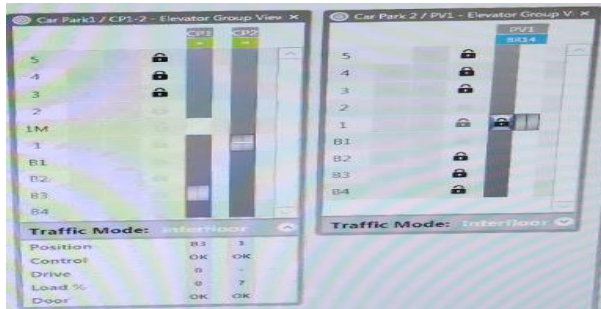 Car Park1 / CP1-2 - Elevator Group View
CP1 CP2
5
4
3
2
1M
1
B1
B2
B3
B4
Traffic Mode: Interfloor
Position B3 1
Control OK OK
Drive 0 -
Load % 0 7
Door OK OK
Car Park 2 / PV1 - Elevator Group V
PV1
BR14
5
4
3
2
1
B1
B2
B3
B4
Traffic Mode: Interfloor